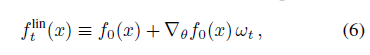 f_t^{lin}(x) ≡ f_0(x) + ∇_θ f_0(x) ω_t , (6)